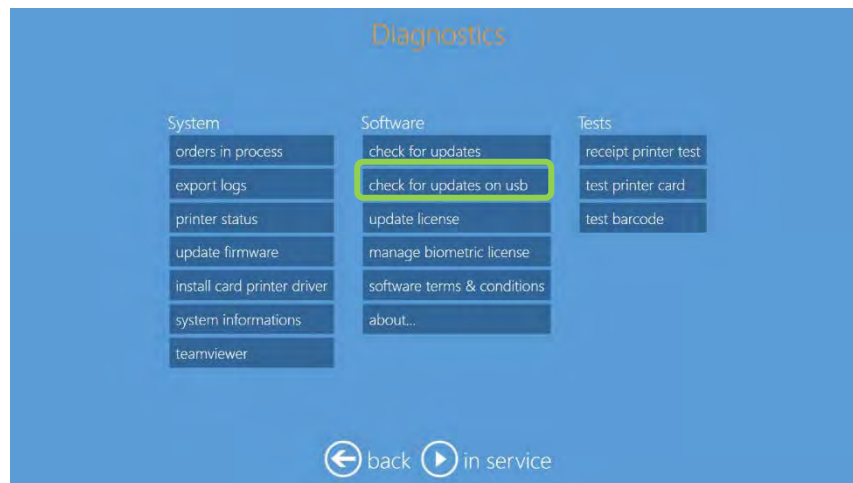 Diagnostics
System
orders in process
export logs
printer status
update firmware
install card printer driver
system informations
teamviewer
Software
check for updates
check for updates on usb
update license
manage biometric license
software terms & conditions
about...
Tests
receipt printer test
test printer card
test barcode
back in service